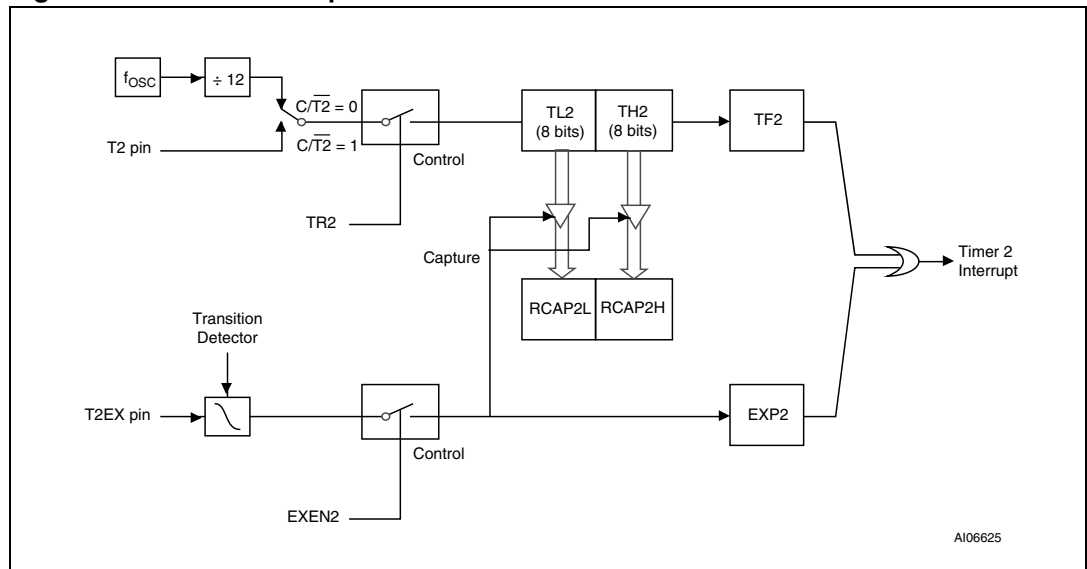 fOSC
÷ 12
C/T2 = 0
T2 pin
C/T2 = 1
Control
TR2
TL2
(8 bits)
TH2
(8 bits)
TF2
Capture
RCAP2L
RCAP2H
Timer 2
Interrupt
Transition
Detector
T2EX pin
Control
EXEN2
EXP2
AI06625